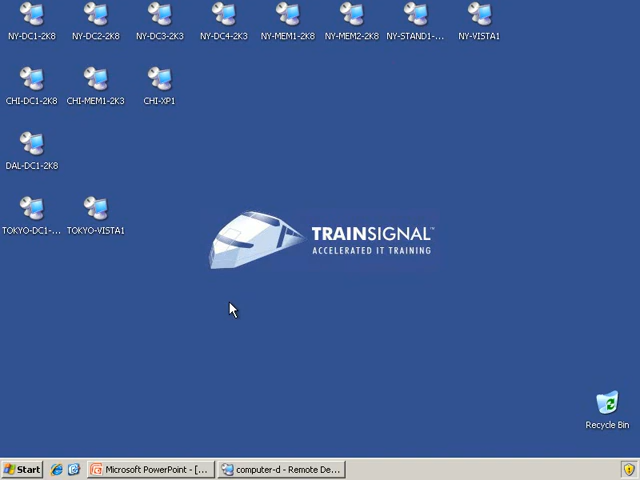 NY-DC1-2K8 NY-DC2-2K8 NY-DC3-2K3 NY-DC4-2K3 NY-MEM1-2K8 NY-MEM2-2K8 NY-STAND1-... NY-VISTA1
CHI-DC1-2K8 CHI-MEM1-2K3 CHI-XP1
DAL-DC1-2K8
TOKYO-DC1-... TOKYO-VISTA1
TRAINSIGNAL™
ACCELERATED IT TRAINING
Recycle Bin
Start Microsoft PowerPoint - [... computer-d - Remote De...